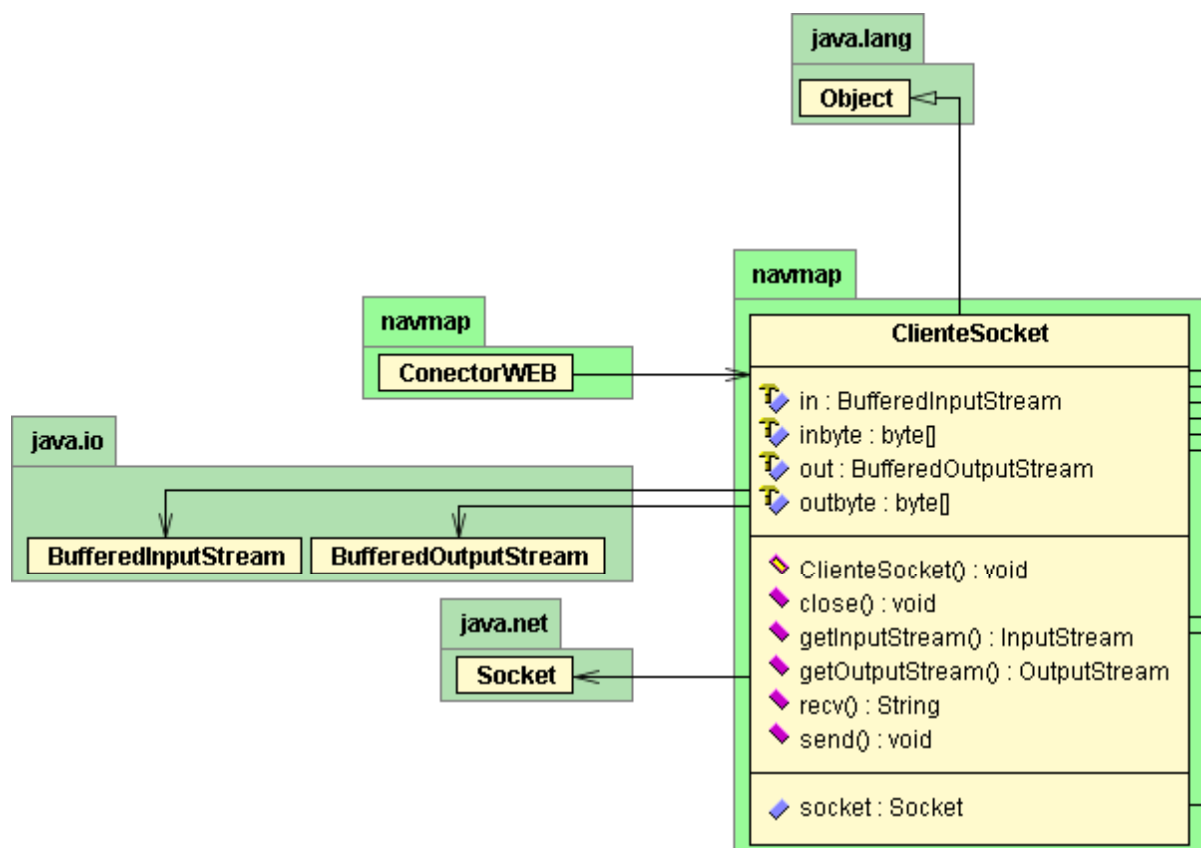 java.lang
Object
navmap
ClienteSocket
navmap
ConectorWEB
in : BufferedInputStream
inbyte : byte[]
out : BufferedOutputStream
outbyte : byte[]
java.io
BufferedInputStream
BufferedOutputStream
ClienteSocket() : void
close() : void
getInputStream() : InputStream
getOutputStream() : OutputStream
recv() : String
send() : void
java.net
Socket
socket : Socket